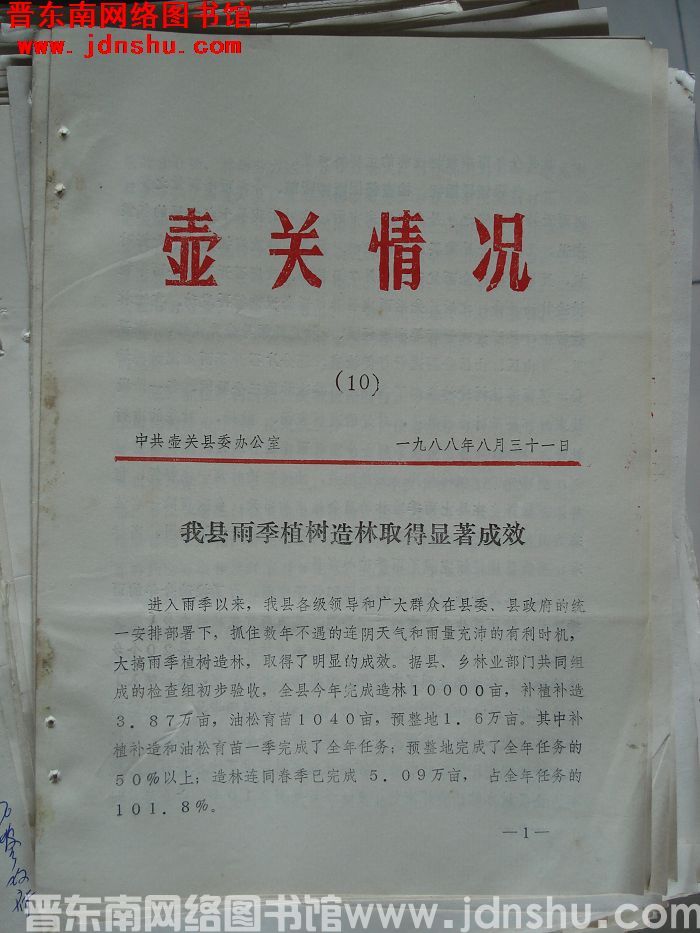 晋东南网络图书馆
www.jdnshu.com
壶关情况
(10)
中共壶关县委办公室 一九八八年八月三十一日
我县雨季植树造林取得显著成效
进入雨季以来，我县各级领导和广大群众在县委、县政府的统
一安排部署下，抓住数年不遇的连阴天气和雨量充沛的有利时机，
大搞雨季植树造林，取得了明显的成效。据县、乡林业部门共同组
成的检查组初步验收，全县今年完成造林10000亩，补植补造
3.87万亩，油松育苗1040亩，预整地1.6万亩。其中补
植补造和油松育苗一季完成了全年任务；预整地完成了全年任务的
50%以上；造林连同春季已完成 5.09万亩， 占全年任务的
101.8%。
—1—
晋东南网络图书馆www.jdnshu.com